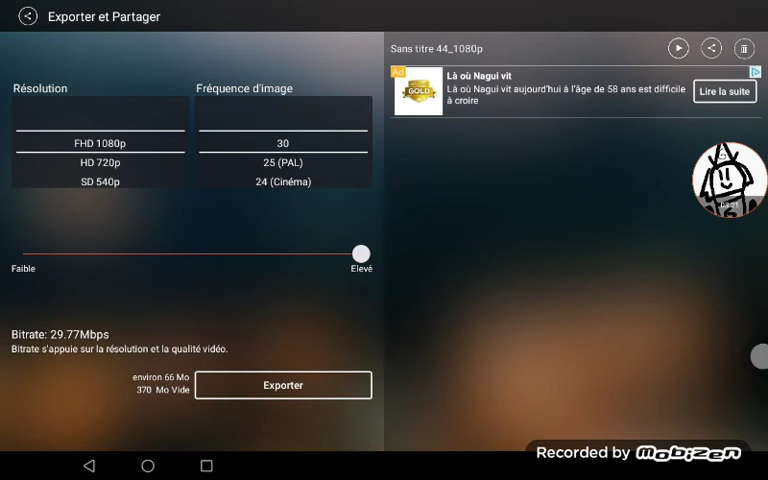 Exporter et Partager
Résolution
Fréquence d'image
FHD 1080p
30
HD 720p
25 (PAL)
SD 540p
24 (Cinéma)
Faible
Elevé
Bitrate: 29.77Mbps
Bitrate s'appuie sur la résolution et la qualité vidéo.
environ 66 Mo
370 Mo Vide
Exporter
Sans titre 44_1080p
Ad
GOLD
Là où Nagui vit
Là où Nagui vit aujourd'hui à l'âge de 58 ans est difficile
à croire
Lire la suite
03:21
Recorded by mobizen